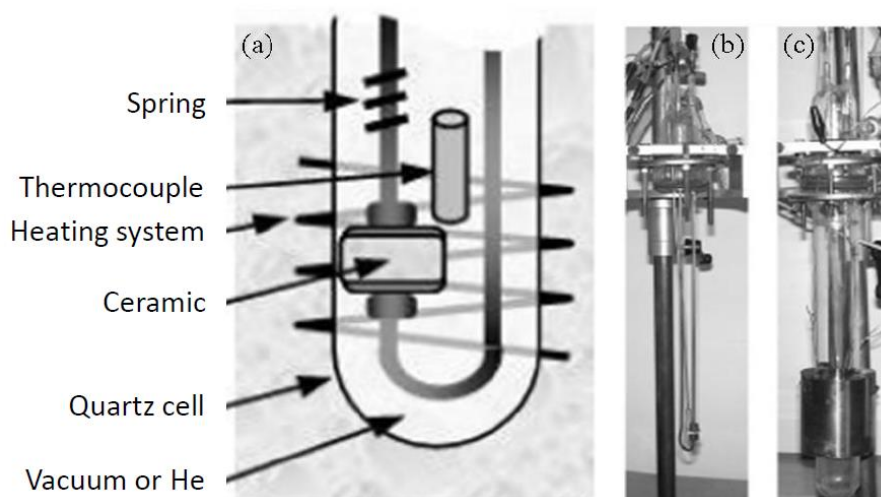 (a)
(b)
(c)
Spring
Thermocouple
Heating system
Ceramic
Quartz cell
Vacuum or He